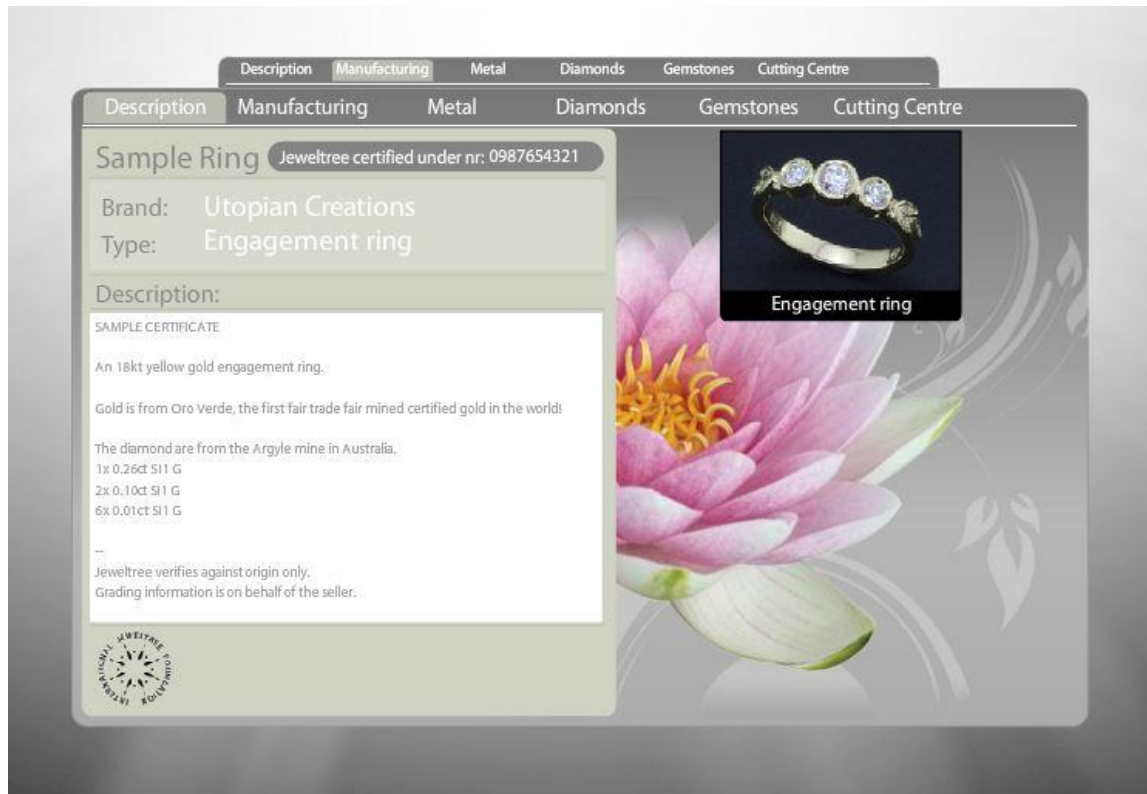 Description Manufacturing Metal Diamonds Gemstones Cutting Centre
Description Manufacturing Metal Diamonds Gemstones Cutting Centre
Sample Ring Jeweltree certified under nr: 0987654321
Brand: Utopian Creations
Type: Engagement ring
Engagement ring
Description:
SAMPLE CERTIFICATE
An 18kt yellow gold engagement ring.
Gold is from Oro Verde, the first fair trade fair mined certified gold in the world!
The diamond are from the Argyle mine in Australia.
1x 0.26ct SI1 G
2x 0.10ct SI1 G
6x 0.01ct SI1 G
--
Jeweltree verifies against origin only.
Grading information is on behalf of the seller.
INTERNATIONAL JEWELTREE FOUNDATION